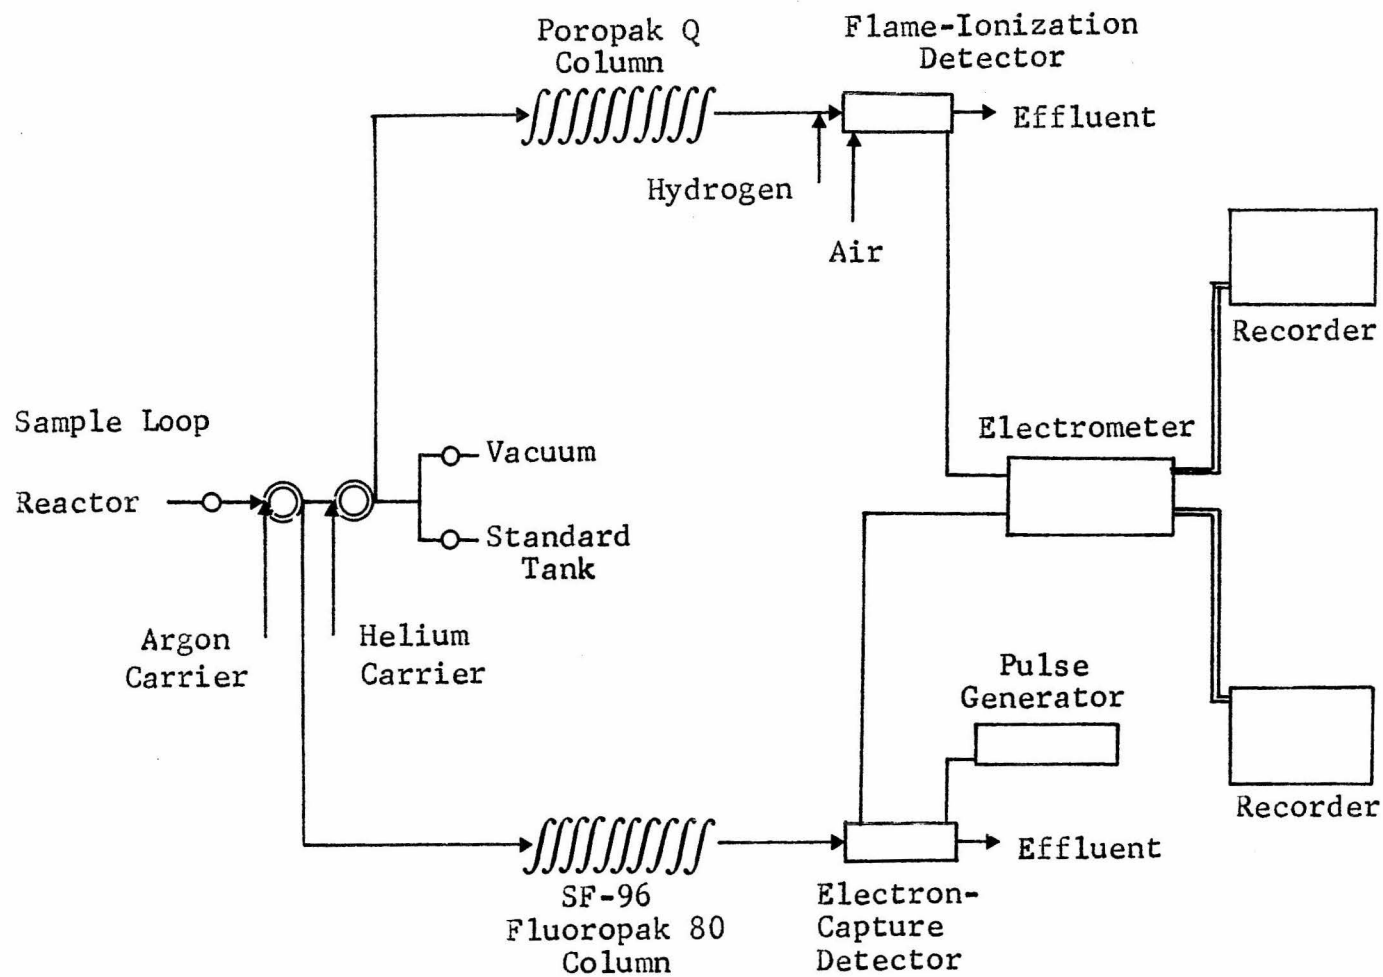 Poropak Q
Column
Flame-Ionization
Detector
Effluent
Hydrogen
Air
Recorder
Sample Loop
Electrometer
Vacuum
Reactor
Standard
Tank
Argon
Carrier
Helium
Carrier
Pulse
Generator
Recorder
Effluent
SF-96
Fluoropak 80
Column
Electron-
Capture
Detector